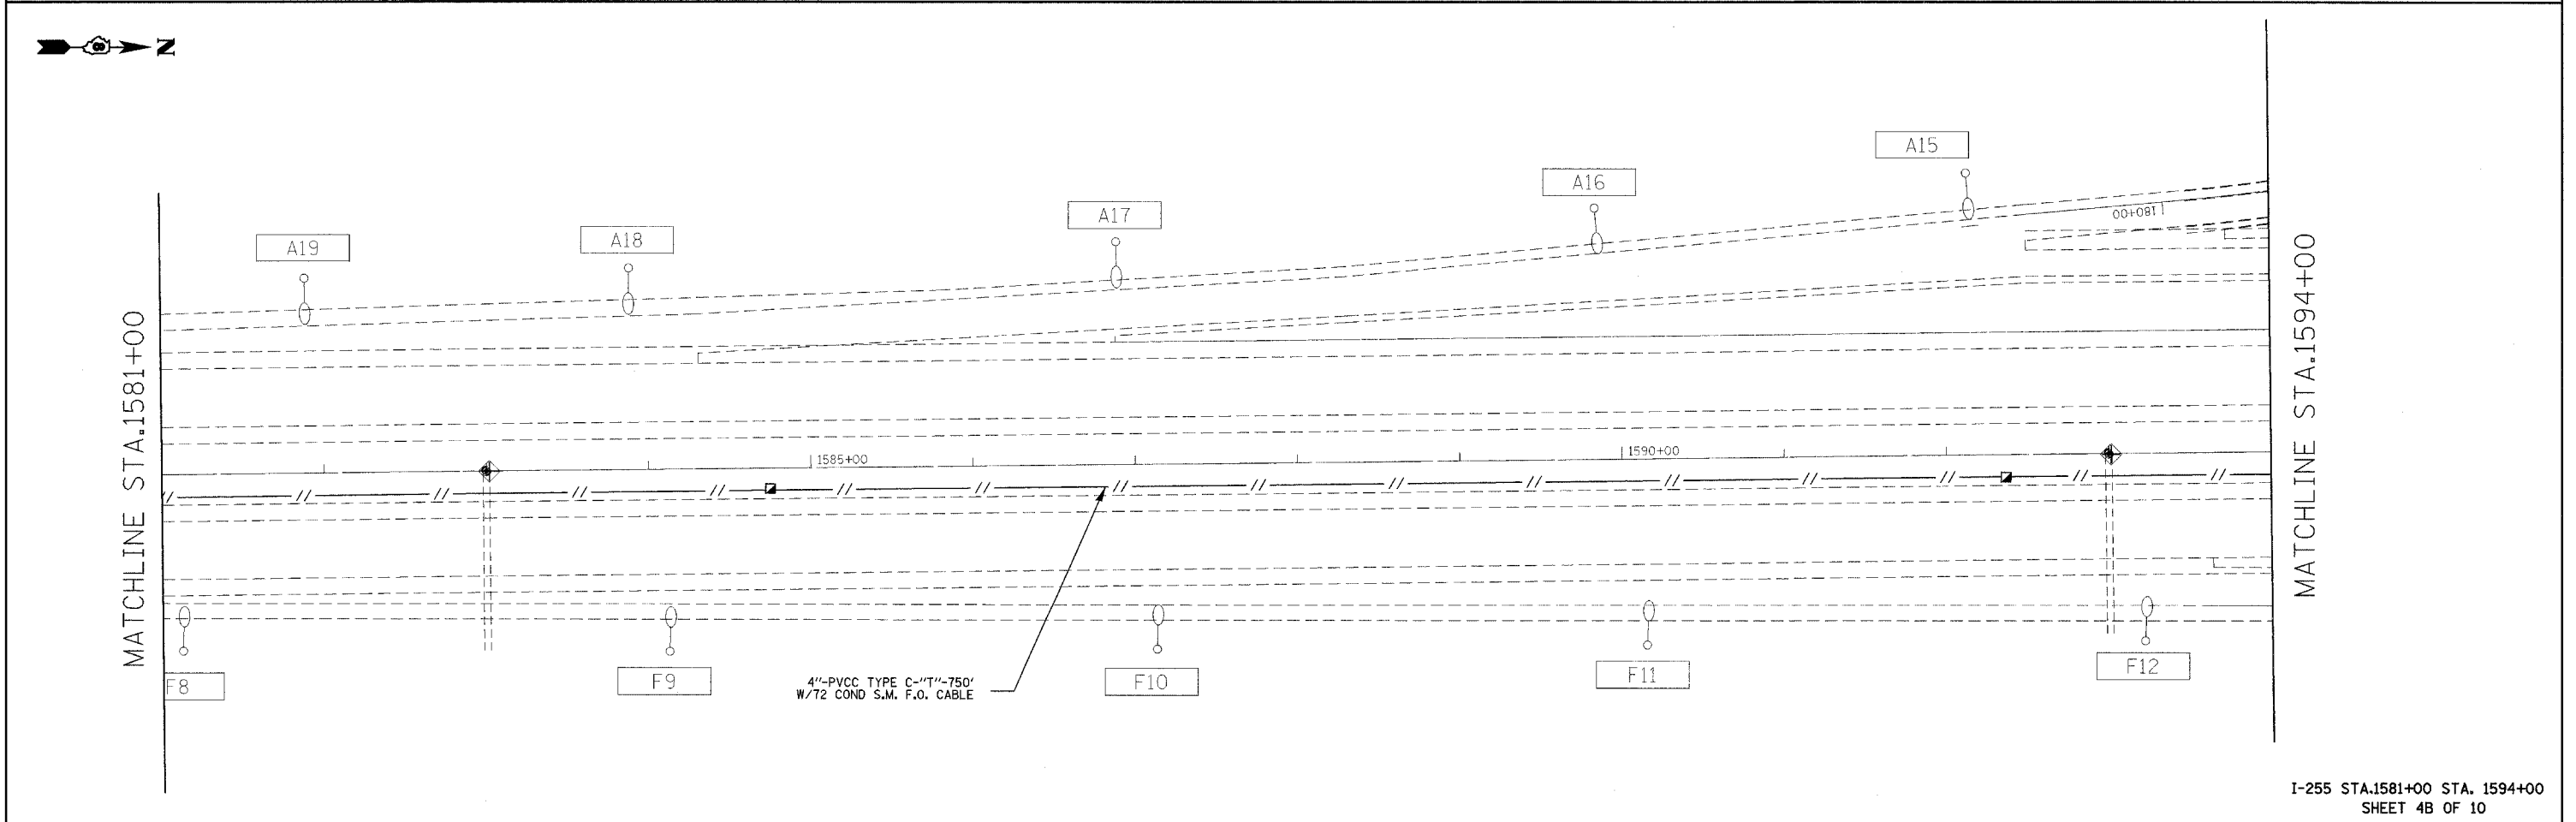 N
A15
A16
A17
A18
A19
1180+00
MATCHLINE STA.1581+00
MATCHLINE STA.1594+00
1585+00
1590+00
F8
F9
F10
F11
F12
4"-PVCC TYPE C-"T"-750'
W/72 COND S.M. F.O. CABLE
I-255 STA.1581+00 STA. 1594+00
SHEET 4B OF 10